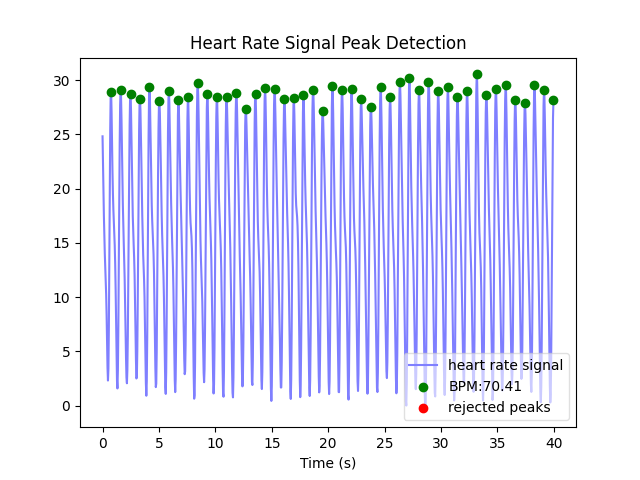 Heart Rate Signal Peak Detection
30
25
20
15
10
5
0
heart rate signal
BPM:70.41
rejected peaks
0 5 10 15 20 25 30 35 40
Time (s)